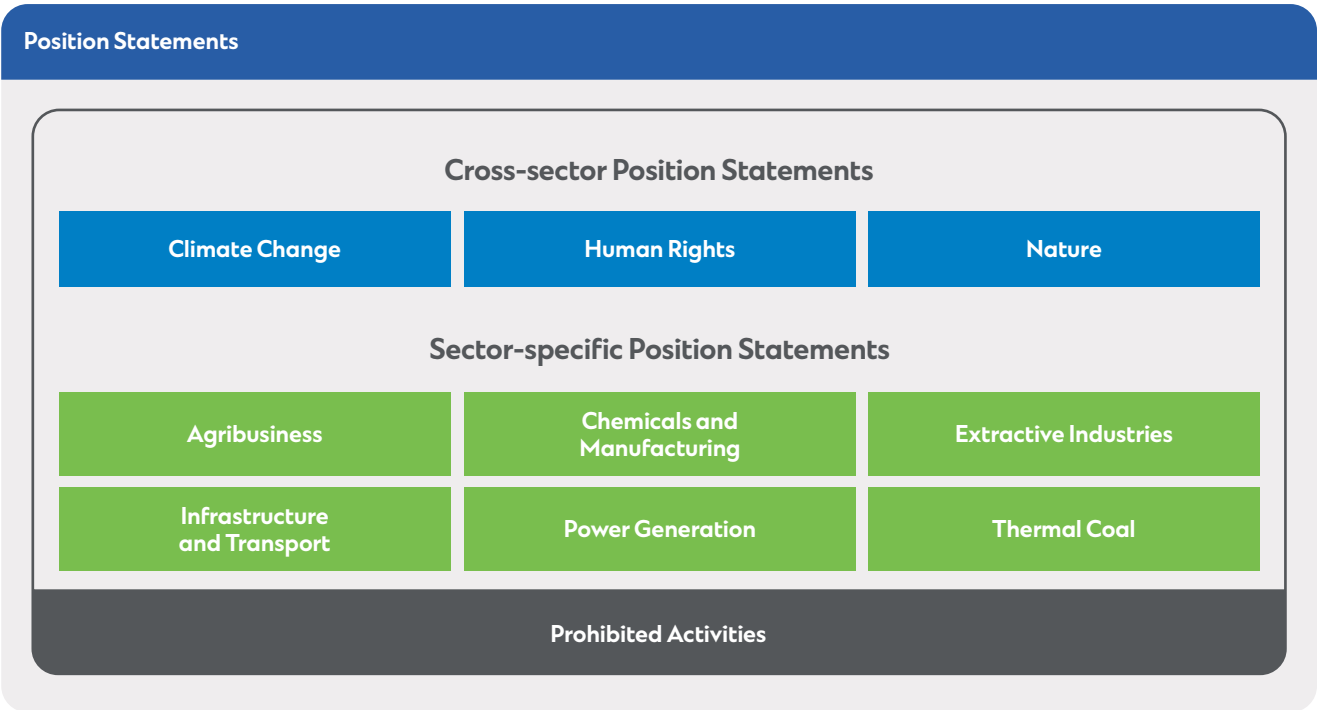 Position Statements
Cross-sector Position Statements
Climate Change
Human Rights
Nature
Sector-specific Position Statements
Agribusiness
Chemicals and
Manufacturing
Extractive Industries
Infrastructure
and Transport
Power Generation
Thermal Coal
Prohibited Activities